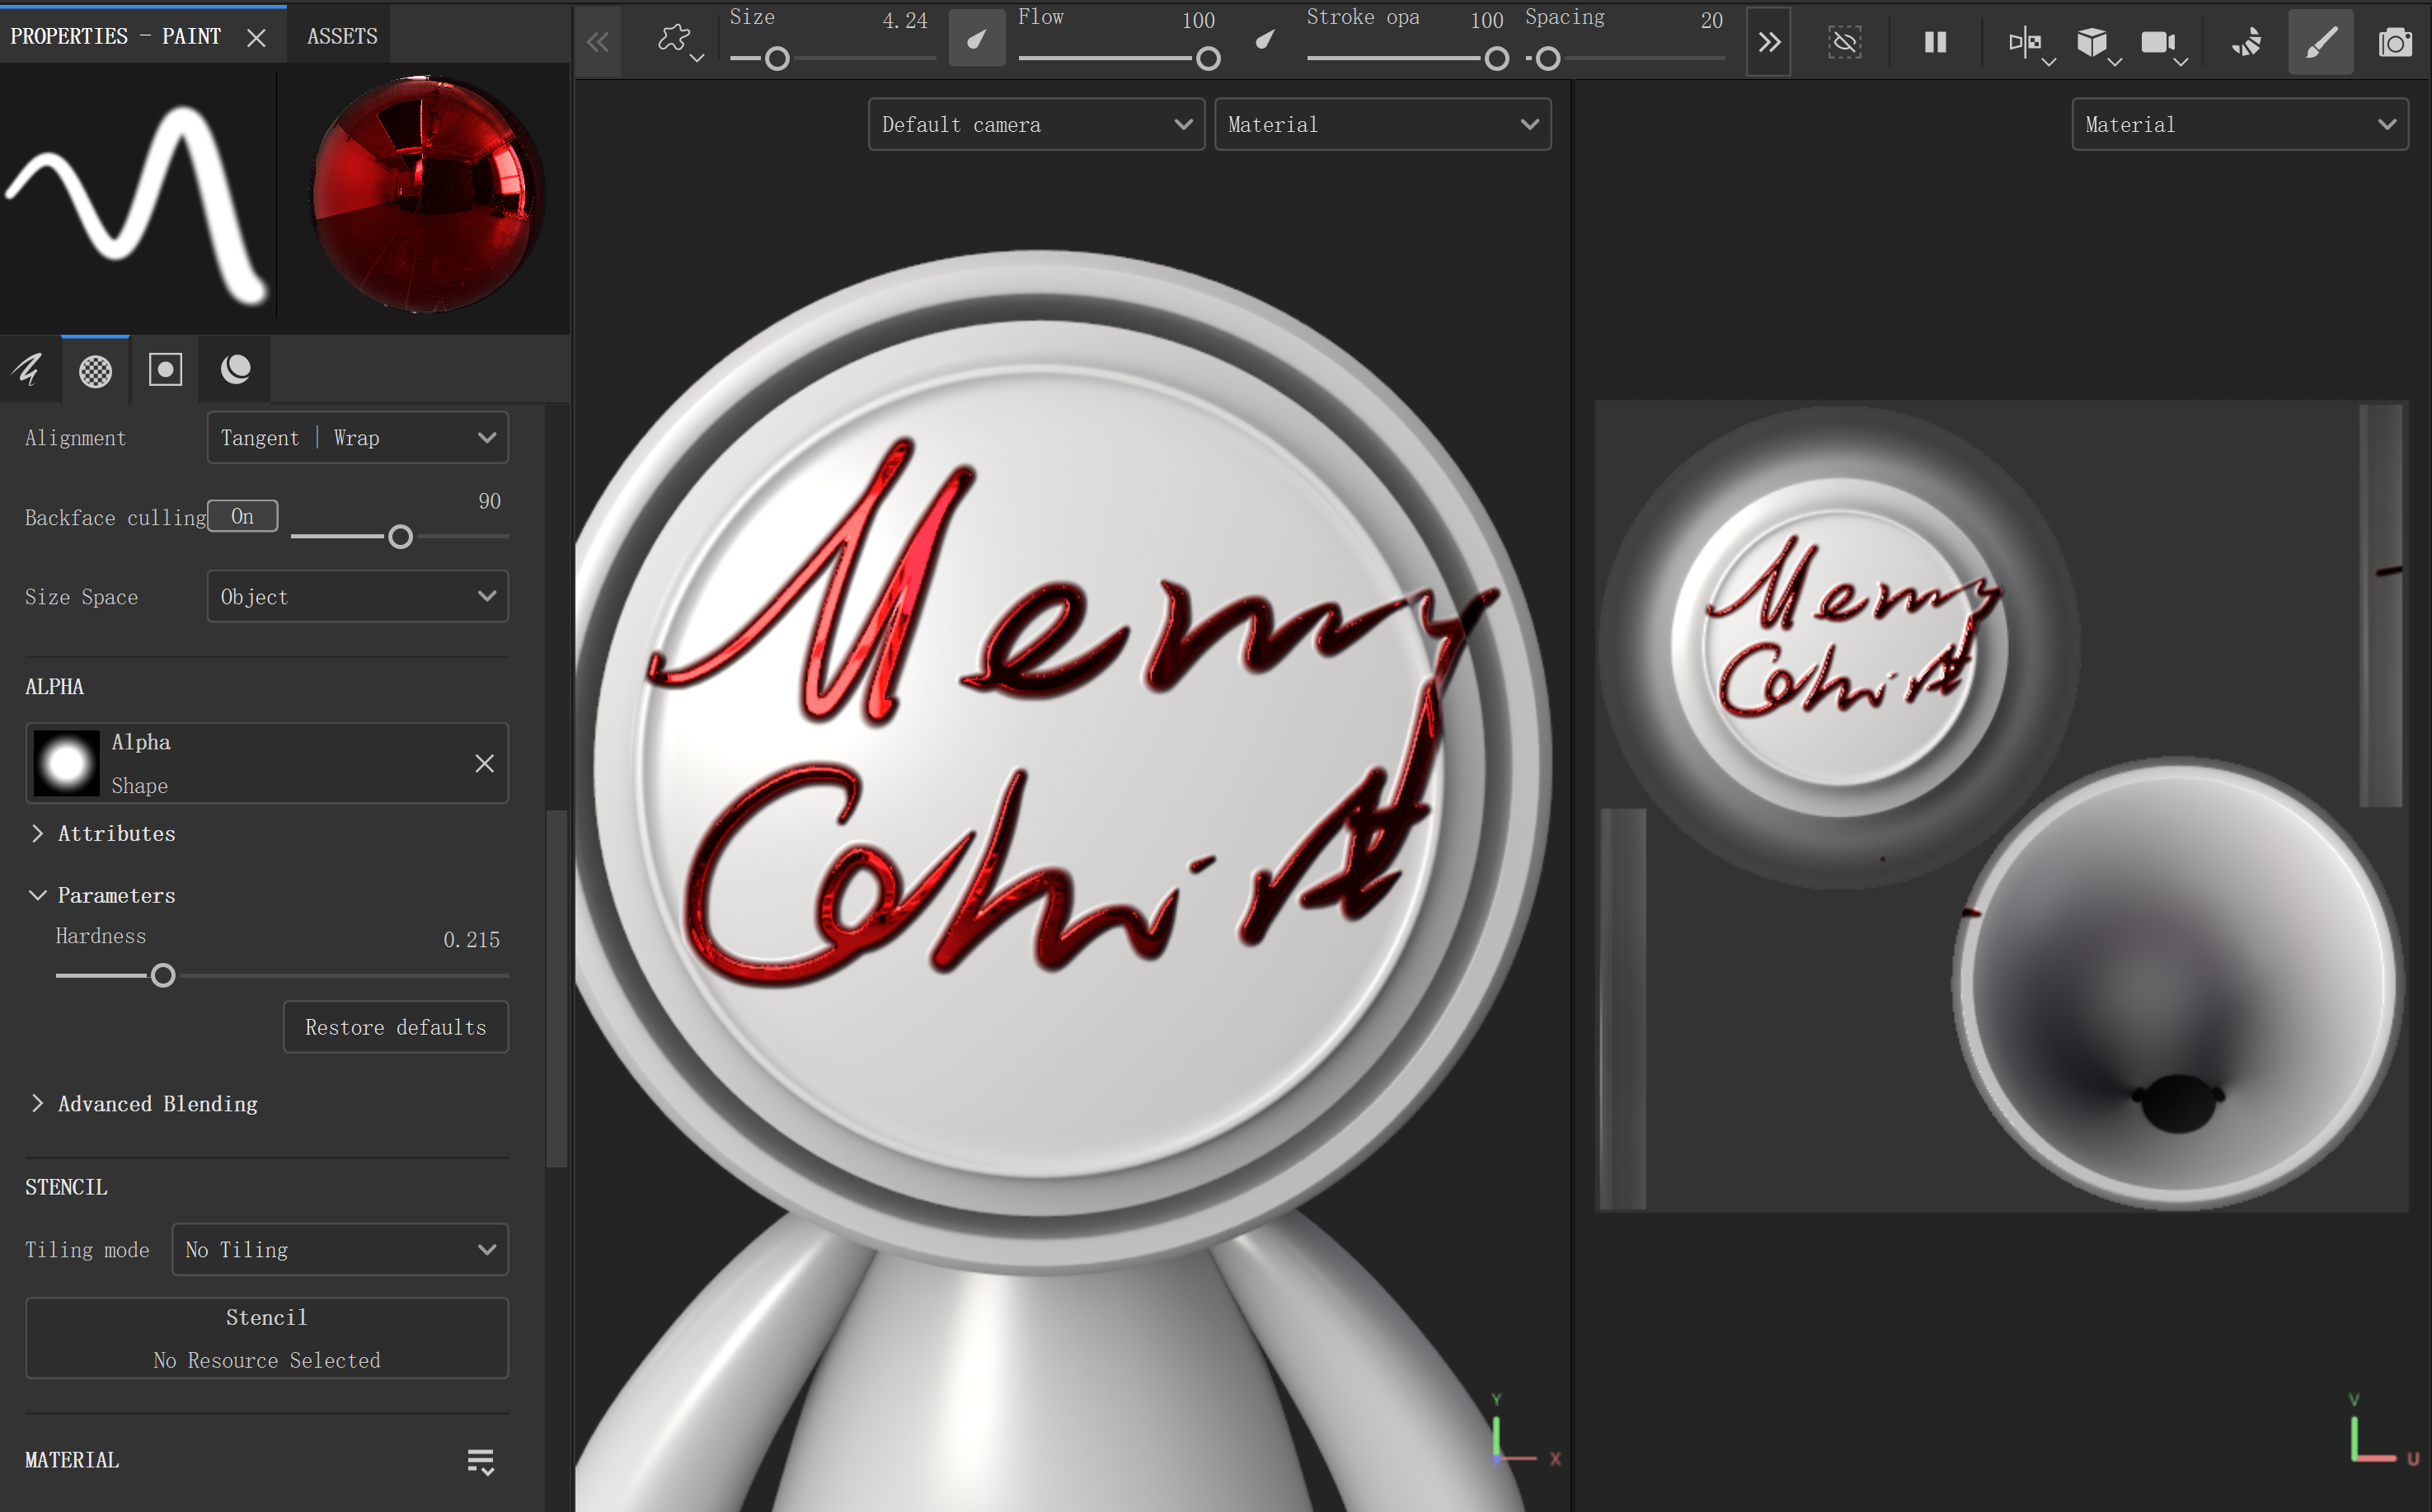 PROPERTIES - PAINT
ASSETS
Size 4.24
Flow 100
Stroke opa 100
Spacing 20
Default camera
Material
Material
Alignment Tangent | Wrap
Backface culling On 90
Size Space Object
ALPHA
Alpha
Shape
Attributes
Parameters
Hardness 0.215
Restore defaults
Advanced Blending
STENCIL
Tiling mode No Tiling
Stencil
No Resource Selected
MATERIAL
Merry
Y
X
Merry
V
U